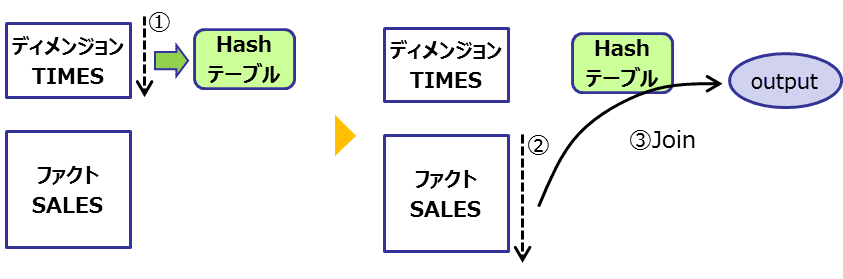 ①
ディメンション
TIMES
Hash
テーブル
ファクト
SALES
ディメンション
TIMES
Hash
テーブル
output
②
③Join
ファクト
SALES